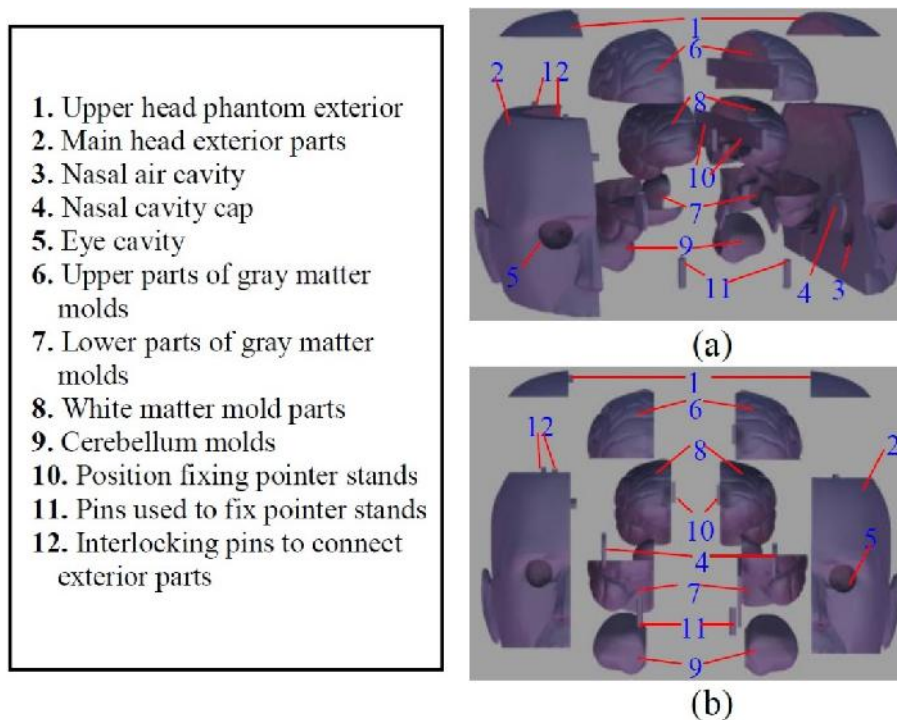 1. Upper head phantom exterior
2. Main head exterior parts
3. Nasal air cavity
4. Nasal cavity cap
5. Eye cavity
6. Upper parts of gray matter
molds
7. Lower parts of gray matter
molds
8. White matter mold parts
9. Cerebellum molds
10. Position fixing pointer stands
11. Pins used to fix pointer stands
12. Interlocking pins to connect
exterior parts
1
6
2 12
8
10
7
9
5 11 4 3
(a)
1
6
12
8 2
10
4 5
7
11
9
(b)